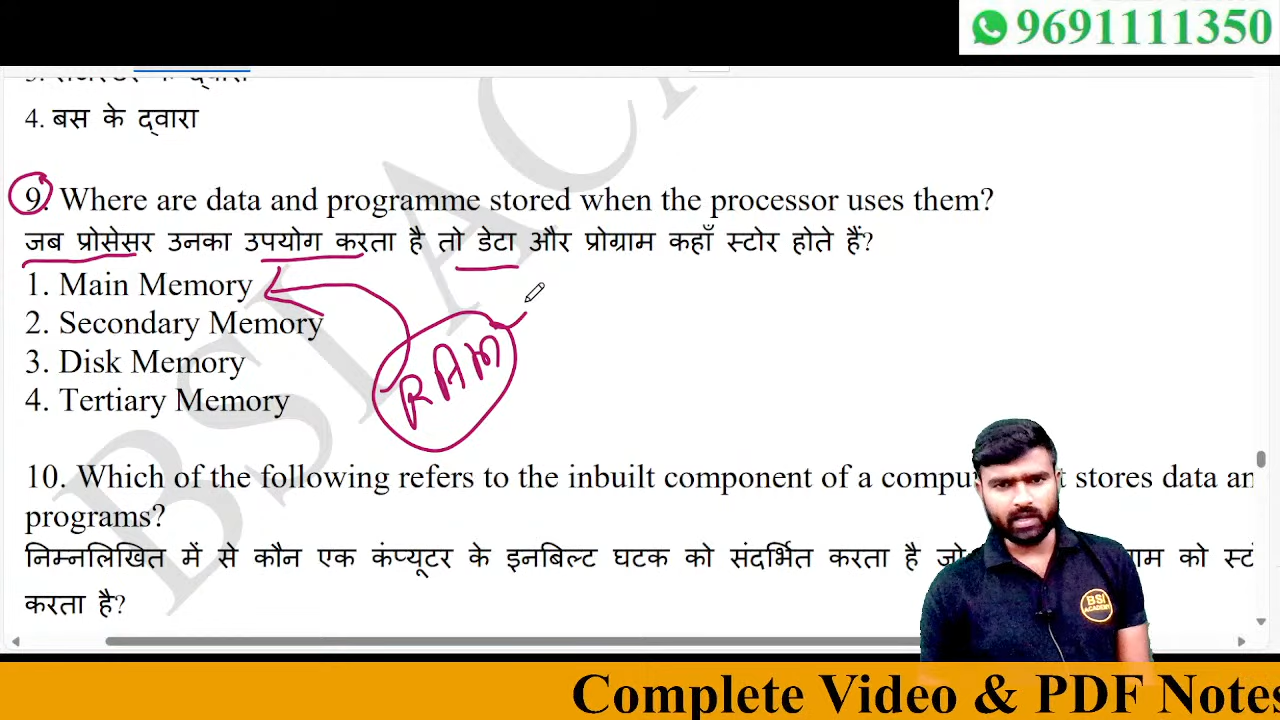 9691111350
4. बस के द्वारा
9. Where are data and programme stored when the processor uses them?
जब प्रोसेसर उनका उपयोग करता है तो डेटा और प्रोग्राम कहाँ स्टोर होते हैं?
1. Main Memory
2. Secondary Memory
3. Disk Memory
4. Tertiary Memory
RAM
10. Which of the following refers to the inbuilt component of a stores data
programs?
निम्नलिखित में से कौन एक कंप्यूटर के इनबिल्ट घटक को संदर्भित करता है को
करता है?
BSI ACADEMY
Complete Video & PDF Notes